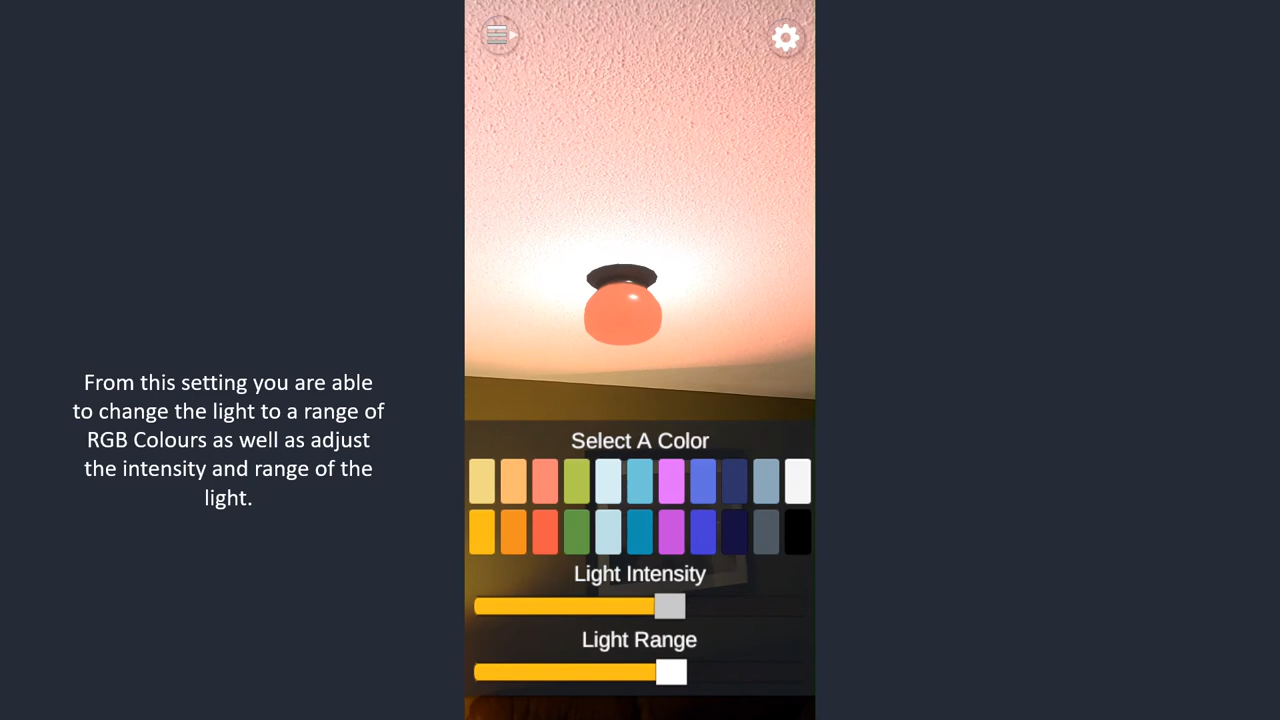 From this setting you are able
to change the light to a range of
RGB Colours as well as adjust
the intensity and range of the
light.
Select A Color
Light Intensity
Light Range